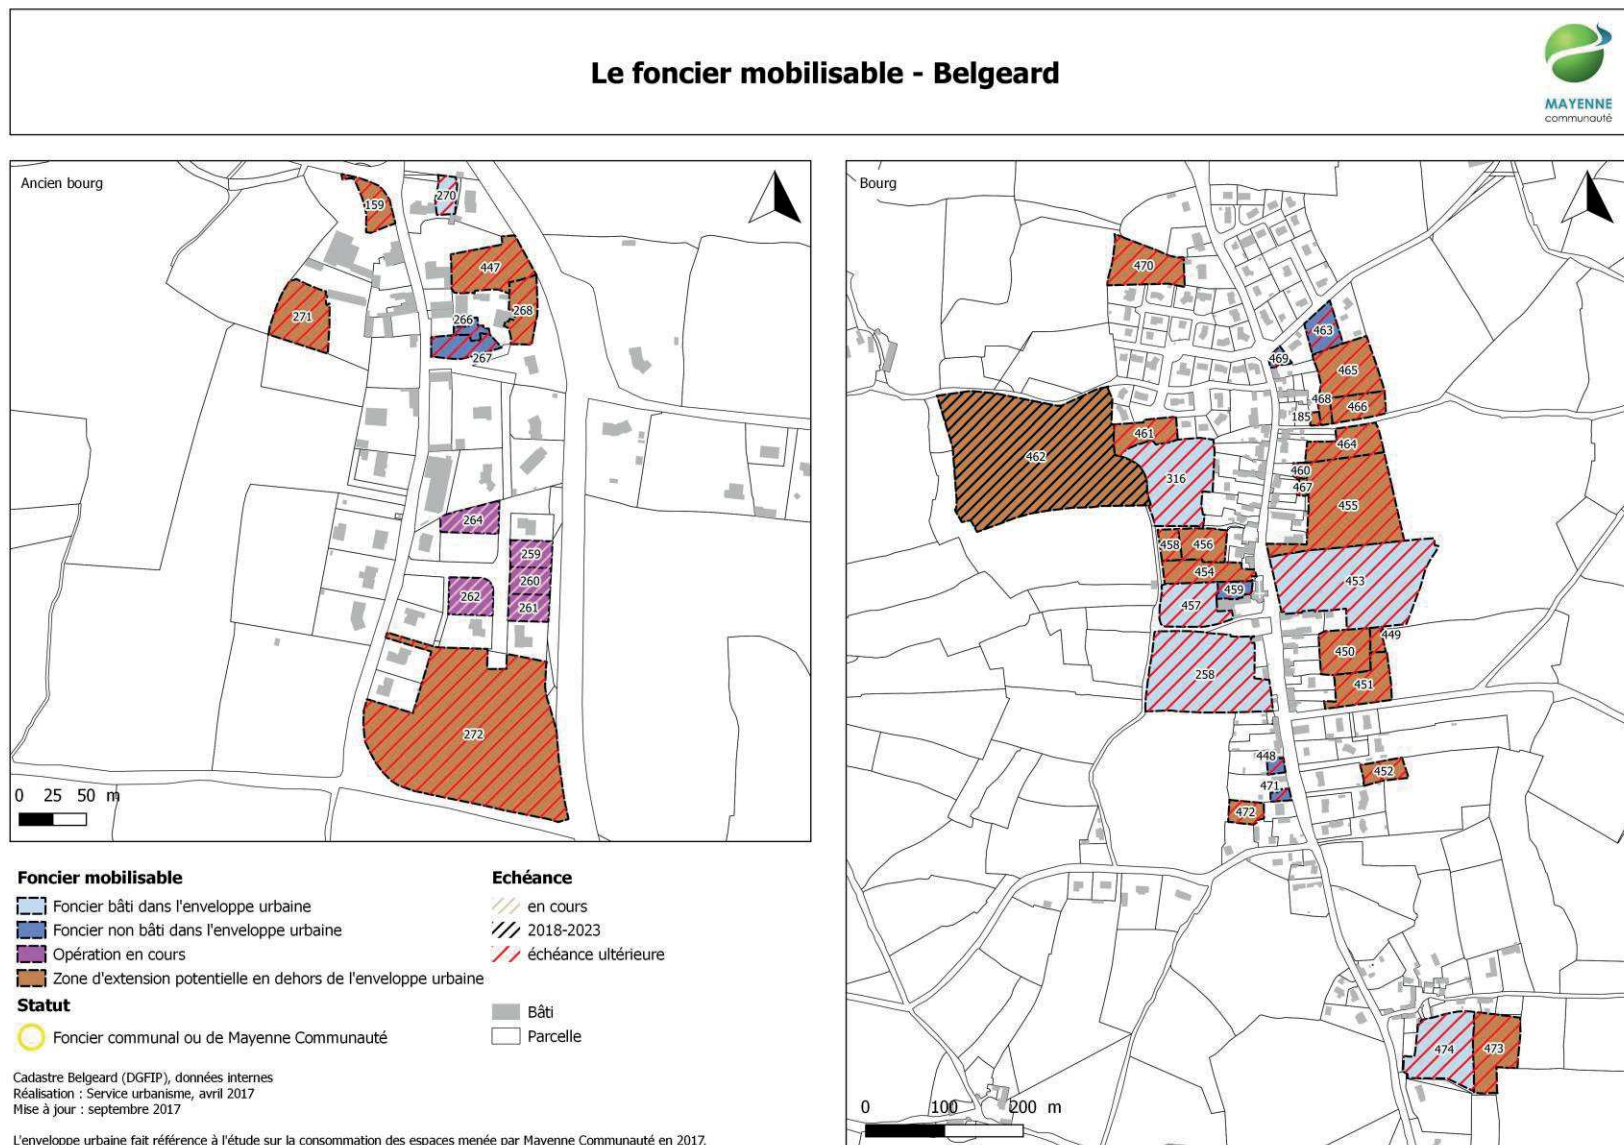 Le foncier mobilisable - Belgeard
MAYENNE
communauté
Ancien bourg
159
270
447
271
268
266
267
264
259
260
262
261
272
0 25 50 m
Bourg
470
463
469
465
468
466
185
461
464
462
460
316
467
455
458
456
454
453
459
457
449
450
258
451
448
452
471
472
474
473
0 100 200 m
Foncier mobilisable
Foncier bâti dans l'enveloppe urbaine
Foncier non bâti dans l'enveloppe urbaine
Opération en cours
Zone d'extension potentielle en dehors de l'enveloppe urbaine
Statut
Foncier communal ou de Mayenne Communauté
Echéance
en cours
2018-2023
échéance ultérieure
Bâti
Parcelle
Cadastre Belgeard (DGFIP), données internes
Réalisation : Service urbanisme, avril 2017
Mise à jour : septembre 2017
L'enveloppe urbaine fait référence à l'étude sur la consommation des espaces menée par Mayenne Communauté en 2017.